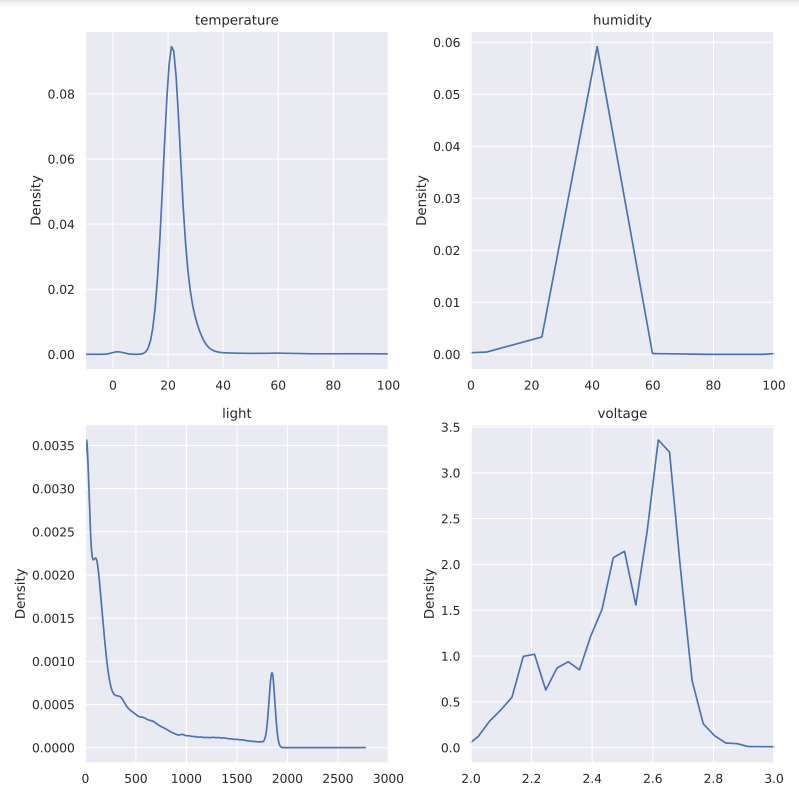 temperature
Density
0.08
0.06
0.04
0.02
0.00
0 20 40 60 80 100
humidity
Density
0.06
0.05
0.04
0.03
0.02
0.01
0.00
0 20 40 60 80 100
light
Density
0.0035
0.0030
0.0025
0.0020
0.0015
0.0010
0.0005
0.0000
0 500 1000 1500 2000 2500 3000
voltage
Density
3.5
3.0
2.5
2.0
1.5
1.0
0.5
0.0
2.0 2.2 2.4 2.6 2.8 3.0